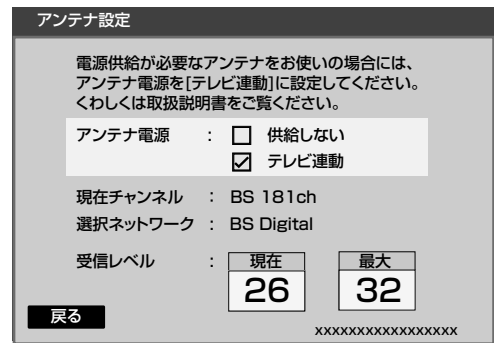 アンテナ設定
電源供給が必要なアンテナをお使いの場合には、
アンテナ電源を[テレビ連動]に設定してください。
くわしくは取扱説明書をご覧ください。
アンテナ電源 : 供給しない
テレビ連動
現在チャンネル : BS 181ch
選択ネットワーク : BS Digital
受信レベル : 現在 最大
26 32
戻る
xxxxxxxxxxxxxxxxx